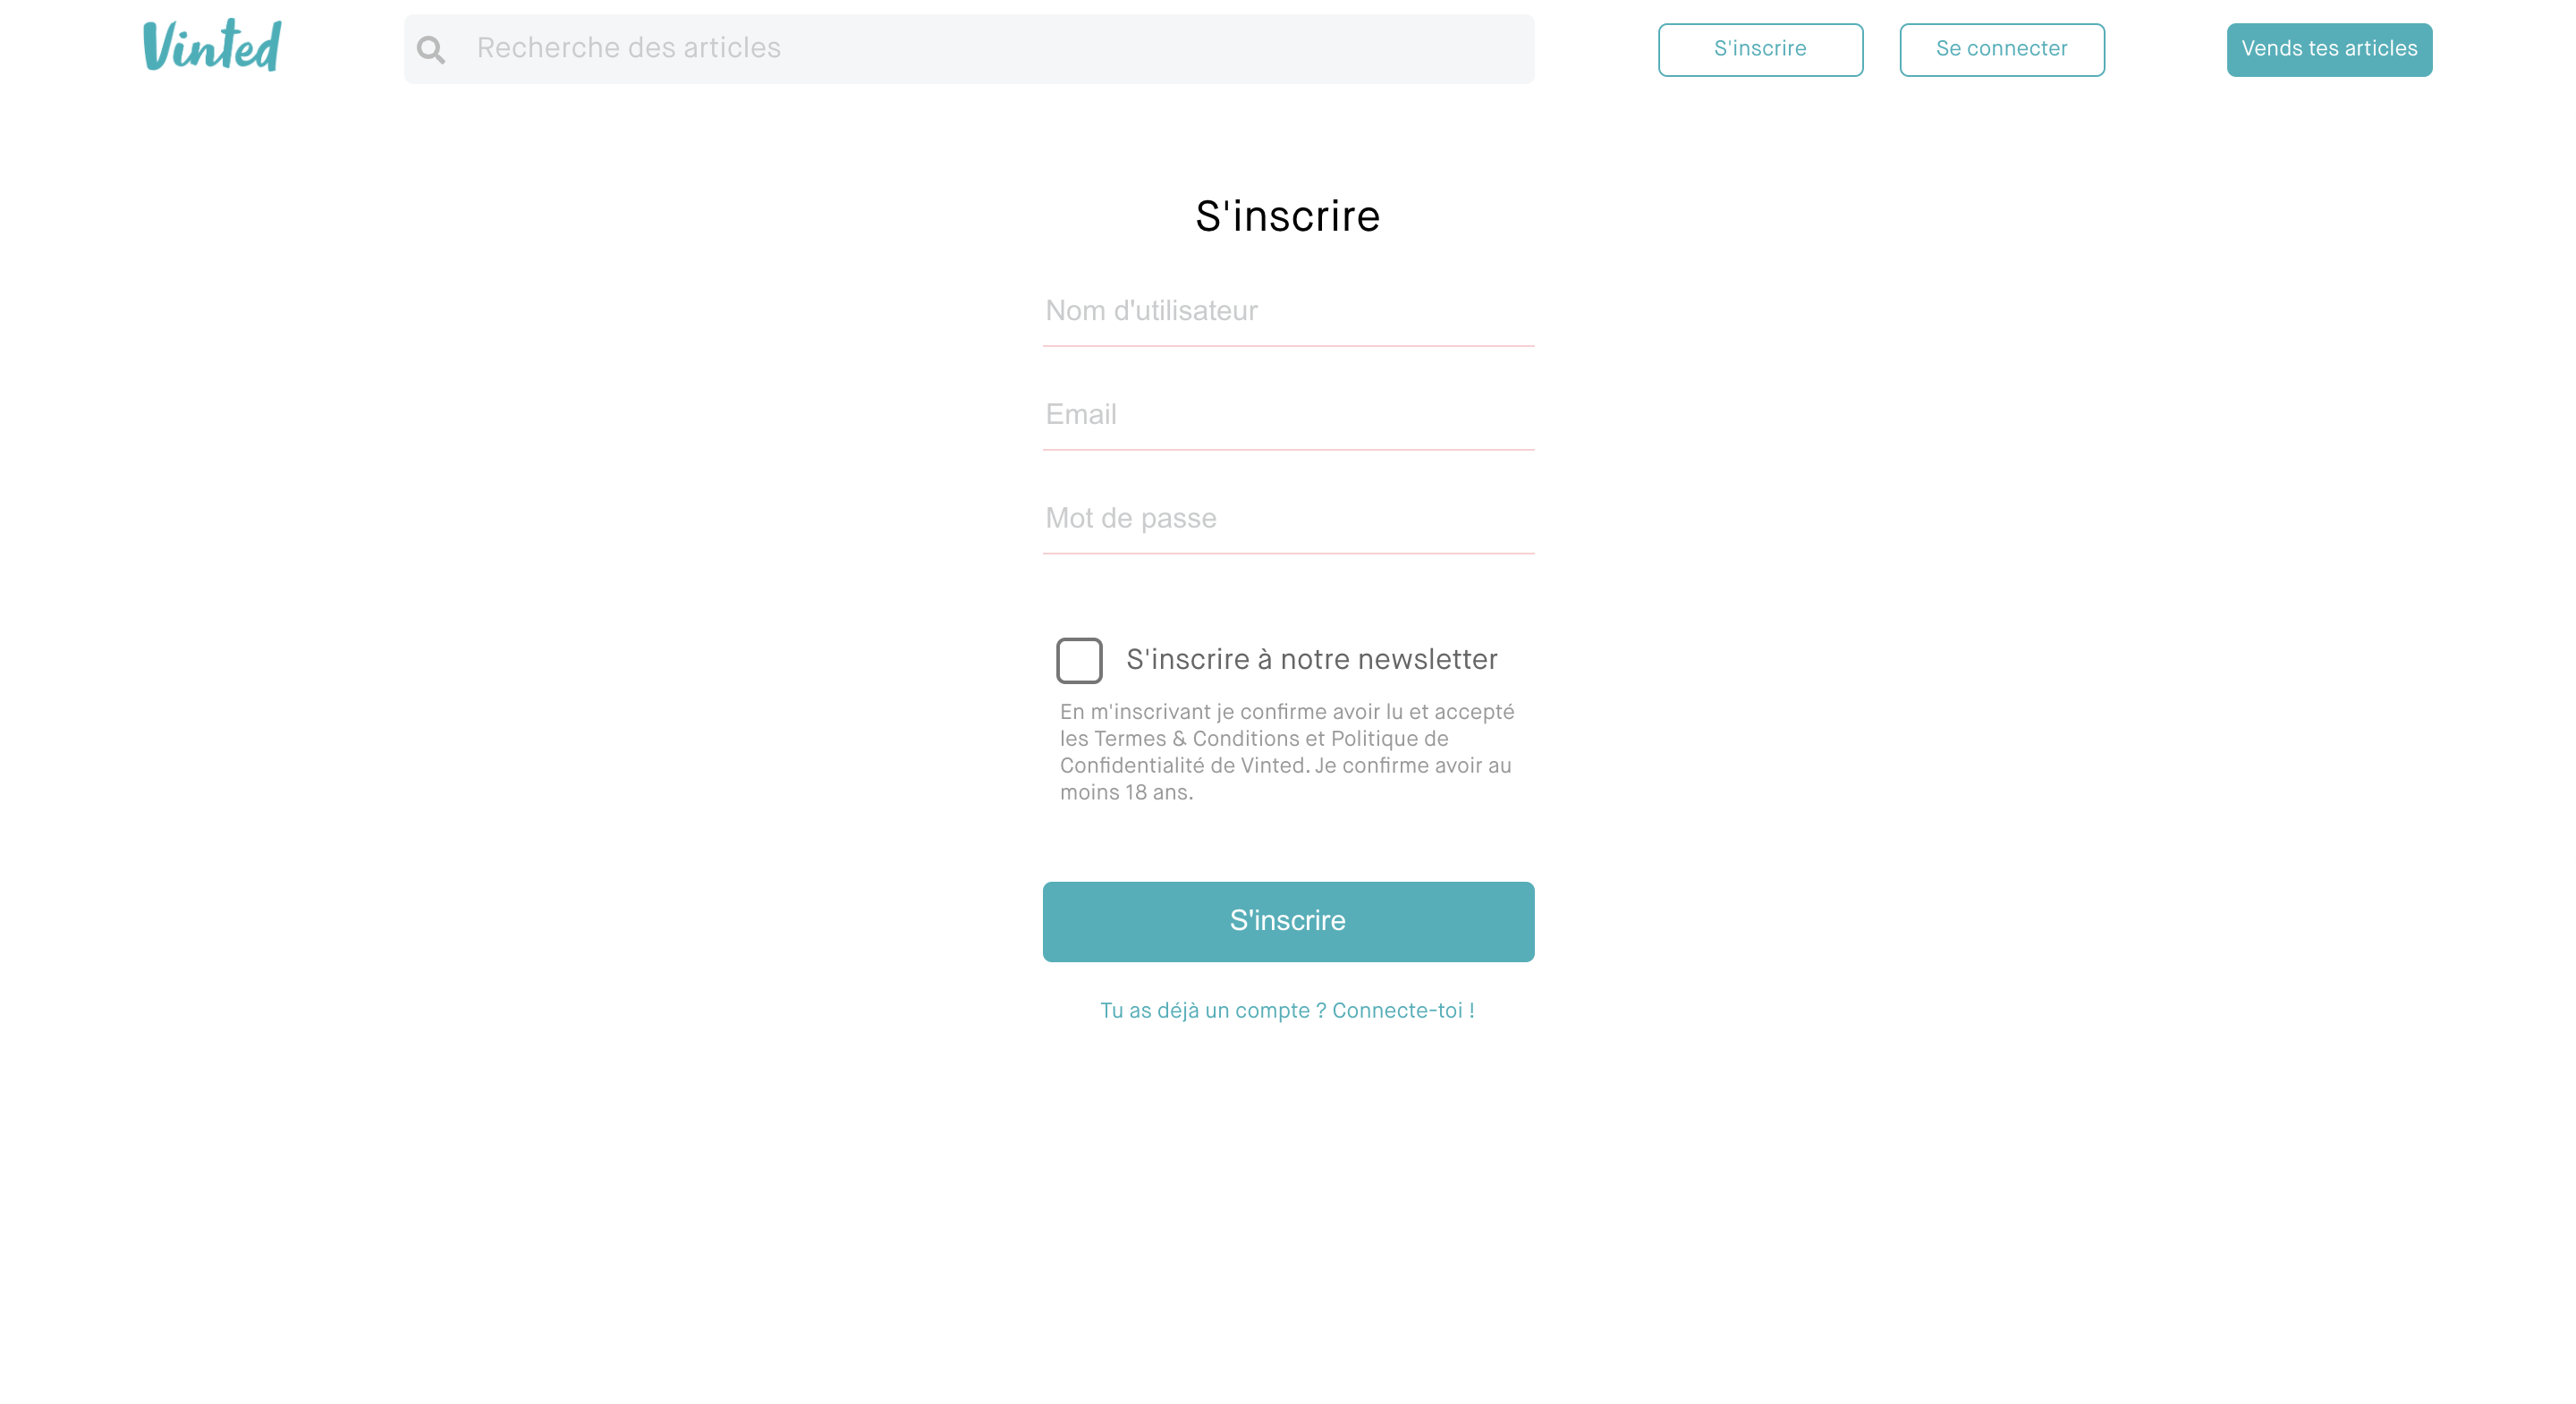 Vinted
Recherche des articles
S'inscrire
Se connecter
Vends tes articles
S'inscrire
Nom d'utilisateur
Email
Mot de passe
S'inscrire à notre newsletter
En m'inscrivant je confirme avoir lu et accepté
les Termes & Conditions et Politique de
Confidentialité de Vinted. Je confirme avoir au
moins 18 ans.
S'inscrire
Tu as déjà un compte ? Connecte-toi !